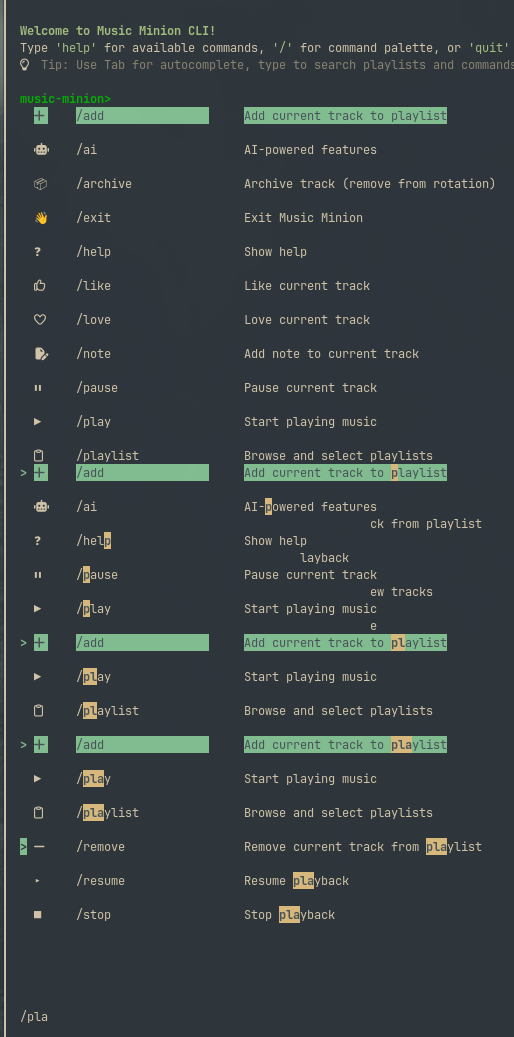 Welcome to Music Minion CLI!
Type 'help' for available commands, '/' for command palette, or 'quit'
Tip: Use Tab for autocomplete, type to search playlists and commands
music-minion>
+ /add Add current track to playlist
/ai AI-powered features
/archive Archive track (remove from rotation)
/exit Exit Music Minion
? /help Show help
/like Like current track
/love Love current track
/note Add note to current track
/pause Pause current track
/play Start playing music
/playlist Browse and select playlists
> + /add Add current track to playlist
/ai AI-powered features
ck from playlist
? /help Show help
layback
/pause Pause current track
ew tracks
/play Start playing music
e
> + /add Add current track to playlist
/play Start playing music
/playlist Browse and select playlists
> + /add Add current track to playlist
/play Start playing music
/playlist Browse and select playlists
> — /remove Remove current track from playlist
/resume Resume playback
/stop Stop playback
/pla